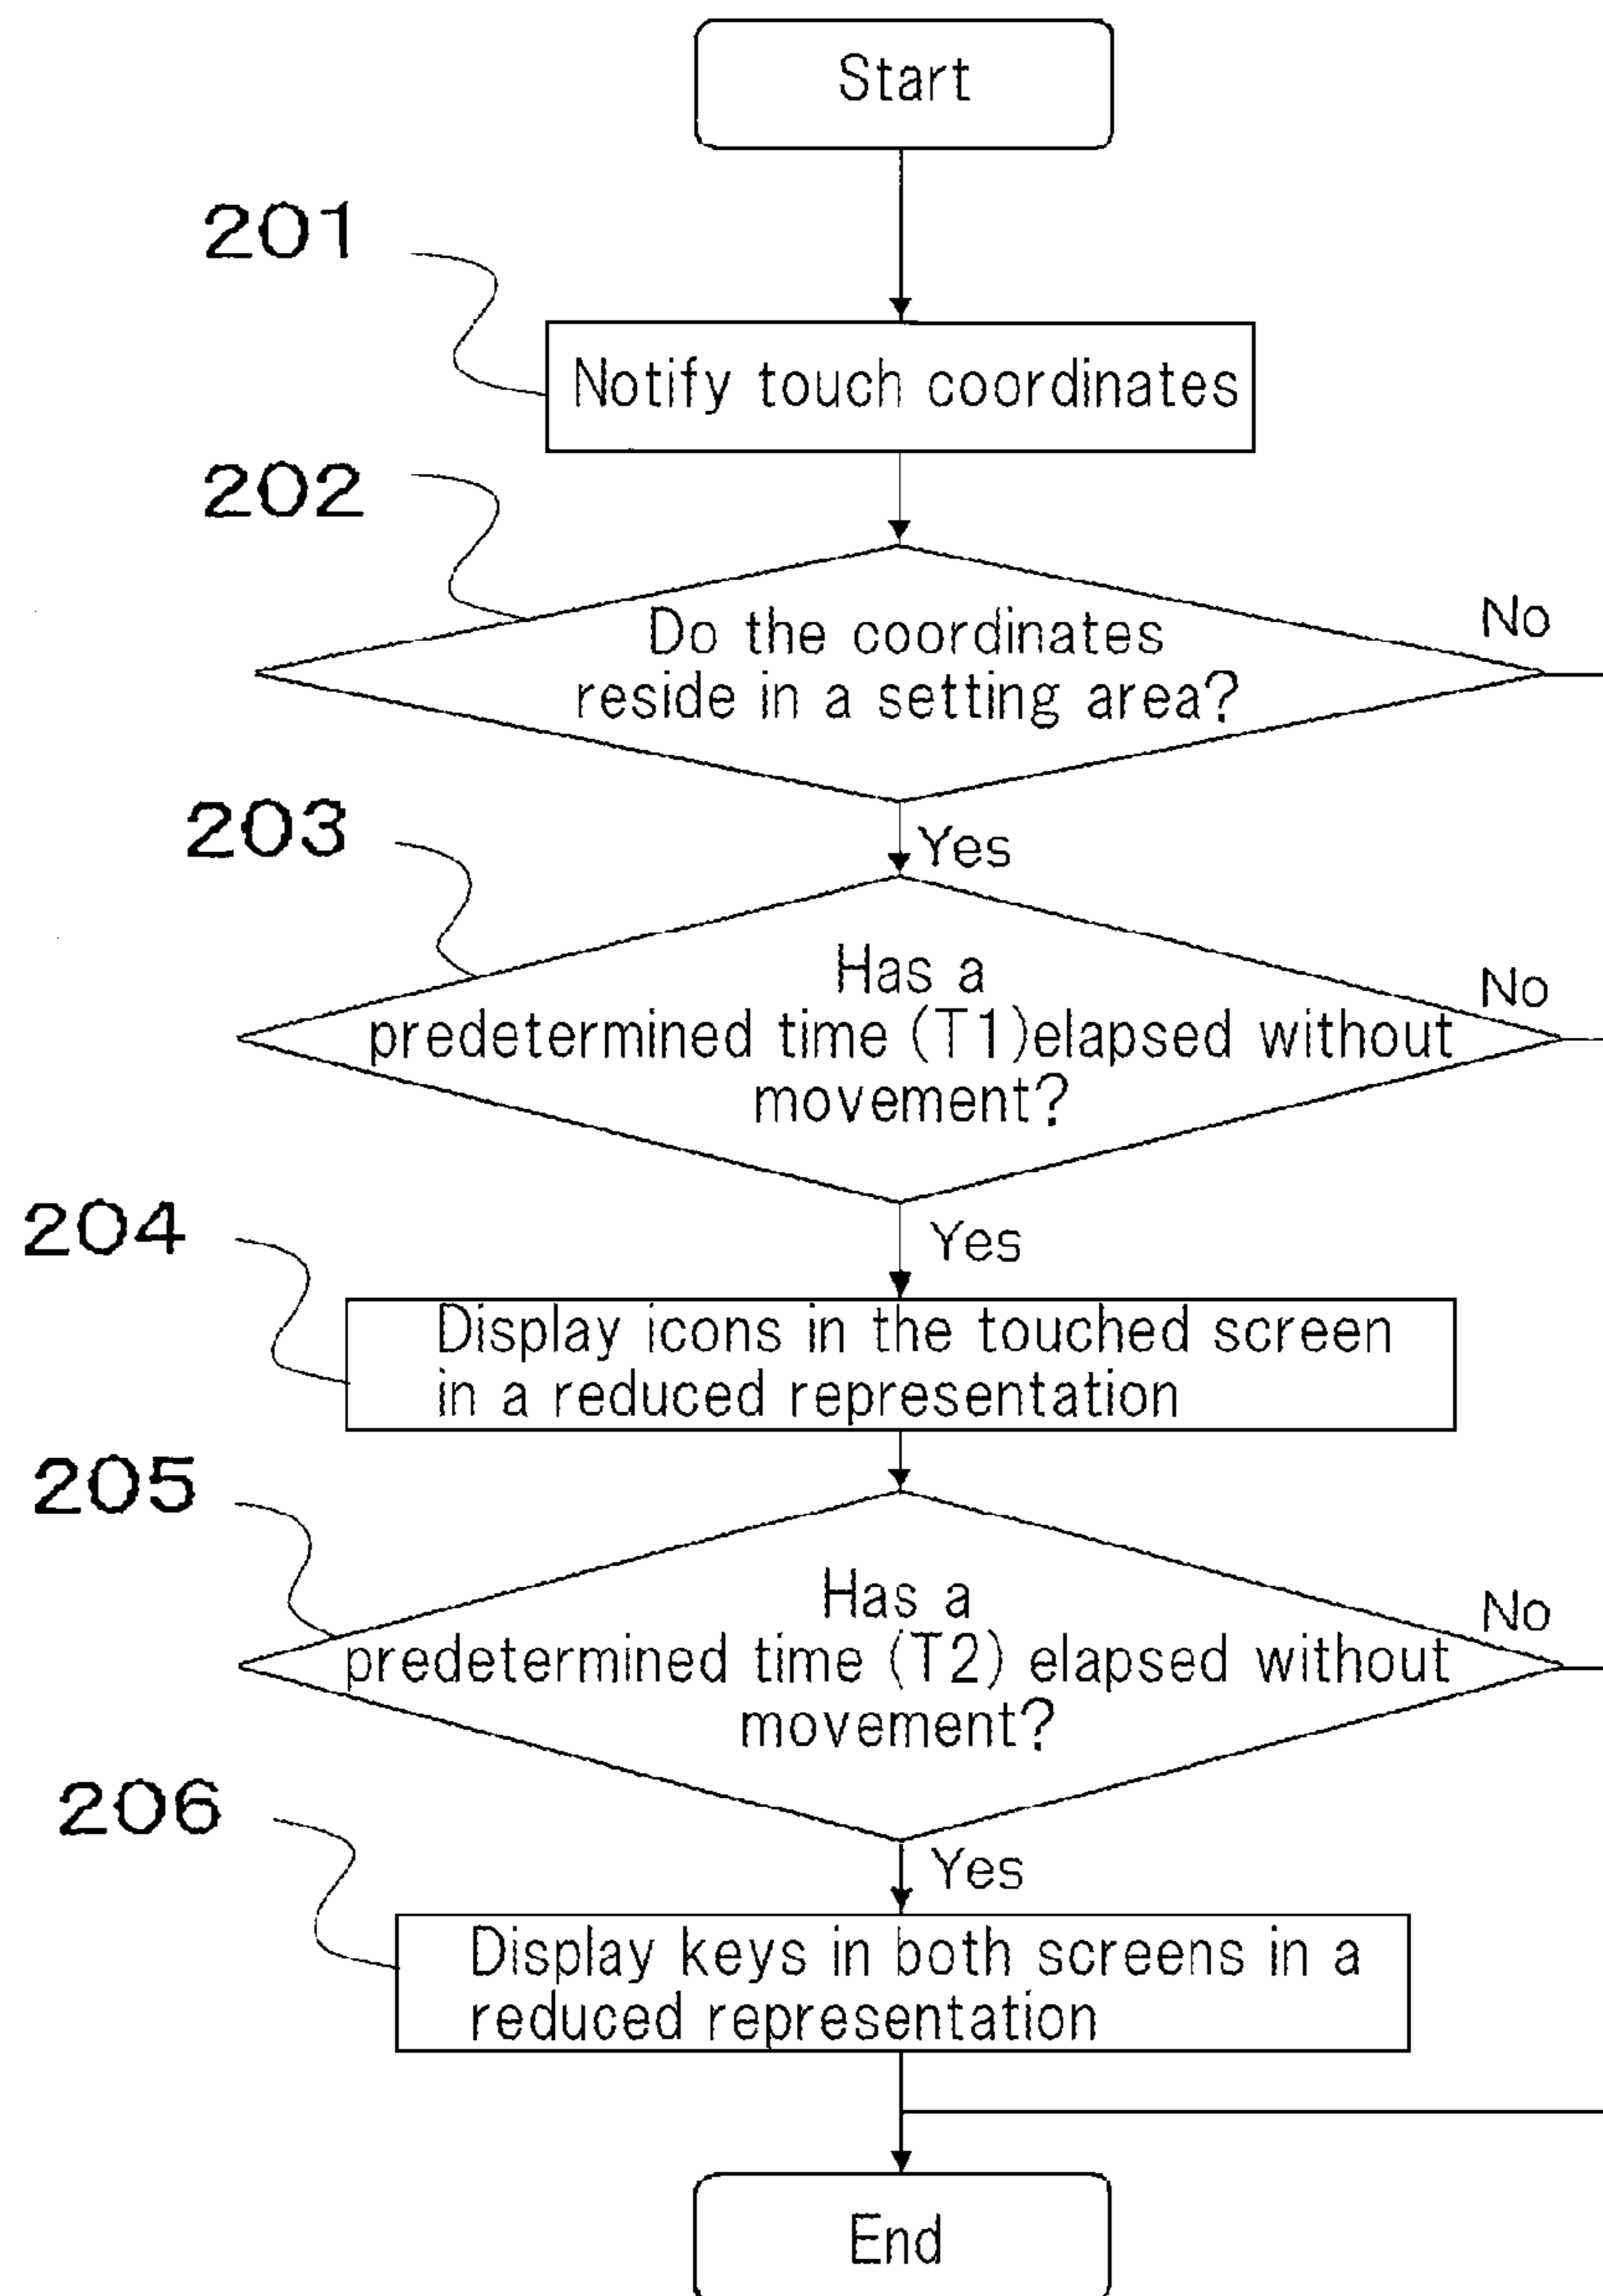 Start
201
Notify touch coordinates
202
Do the coordinates
reside in a setting area?
No
Yes
203
Has a
predetermined time (T1)elapsed without
movement?
No
Yes
204
Display icons in the touched screen
in a reduced representation
205
Has a
predetermined time (T2) elapsed without
movement?
No
Yes
206
Display keys in both screens in a
reduced representation
End